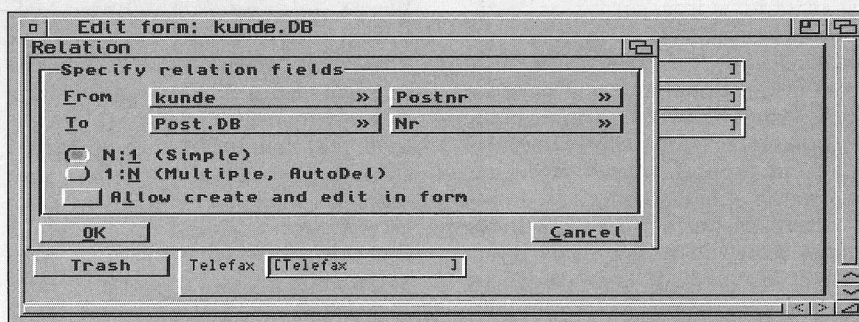 Edit form: kunde.DB
Relation
Specify relation fields
From kunde » Postnr »
To Post.DB » Nr »
N:1 (Simple)
1:N (Multiple, AutoDel)
Allow create and edit in form
OK Cancel
Trash Telefax [Telefax ]
]
]
]